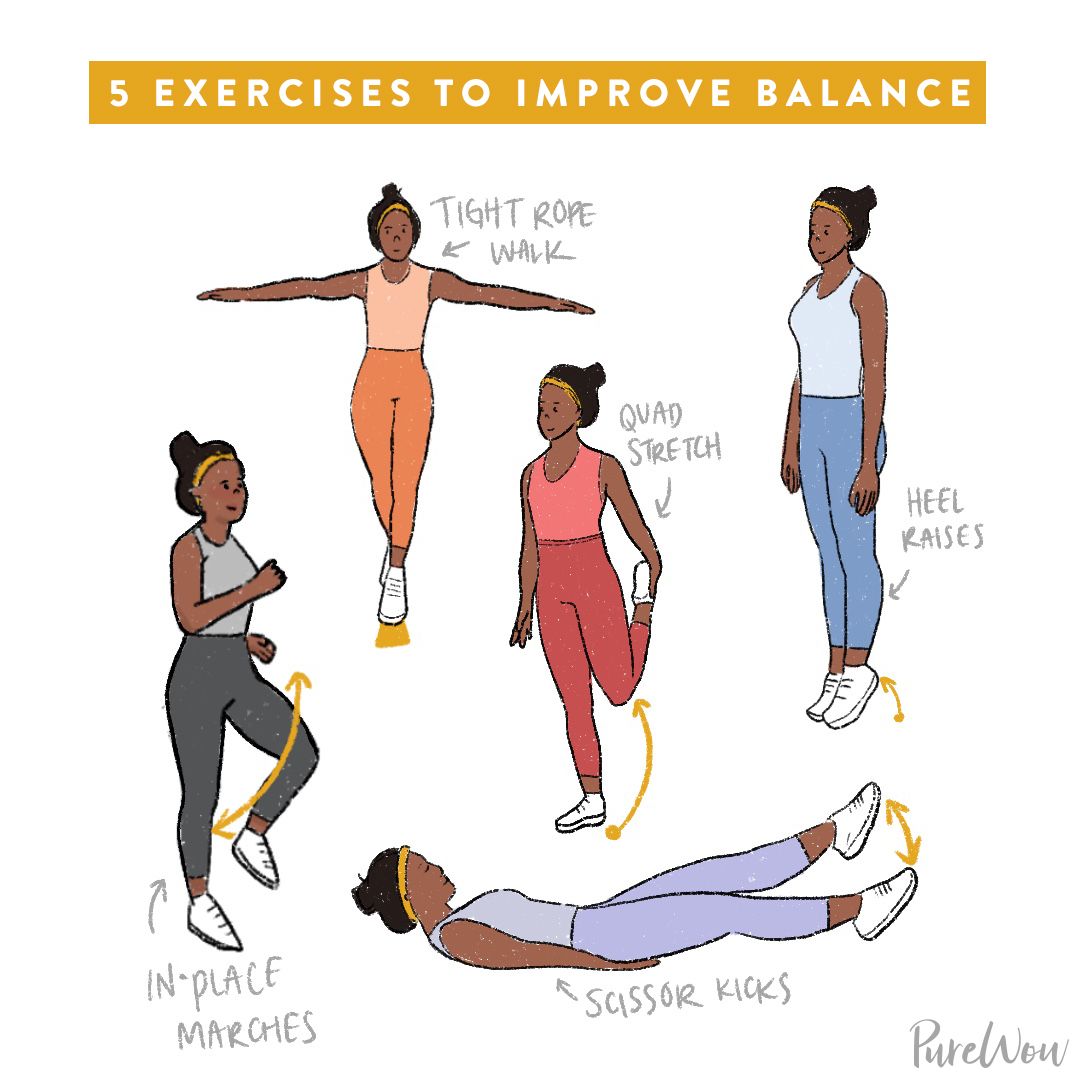 5 EXERCISES TO IMPROVE BALANCE
TIGHT ROPE
WALK
QUAD
STRETCH
HEEL
RAISES
IN-PLACE
MARCHES
SCISSOR KICKS
PureWow